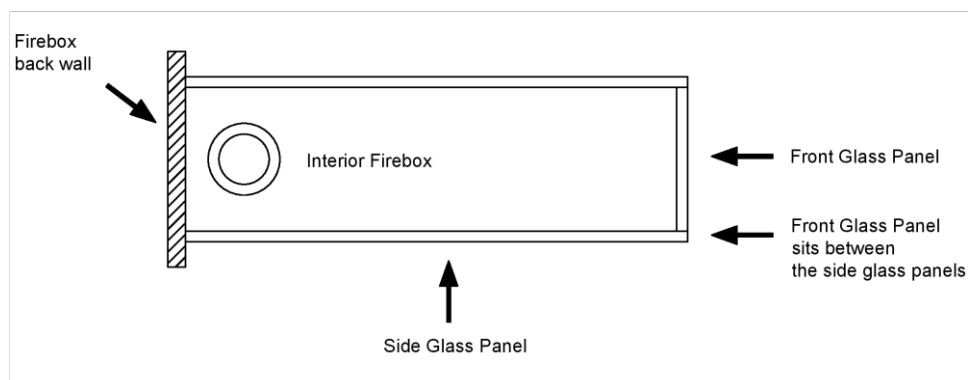 Firebox
back wall
Interior Firebox
Front Glass Panel
Front Glass Panel
sits between
the side glass panels
Side Glass Panel